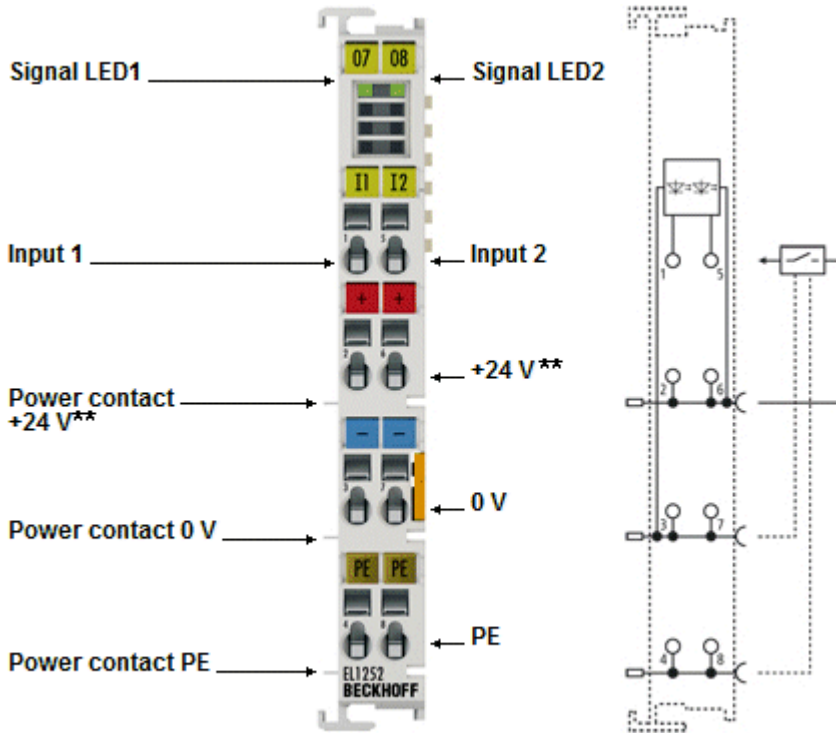 07 08
Signal LED1
Signal LED2
I1 I2
1 5
Input 1
Input 2
1 5
+ +
2 6
+24 V**
2 6
Power contact
+24 V**
- -
3 7
0 V
3 7
Power contact 0 V
PE PE
4 8
PE
4 8
Power contact PE
EL1252
BECKHOFF